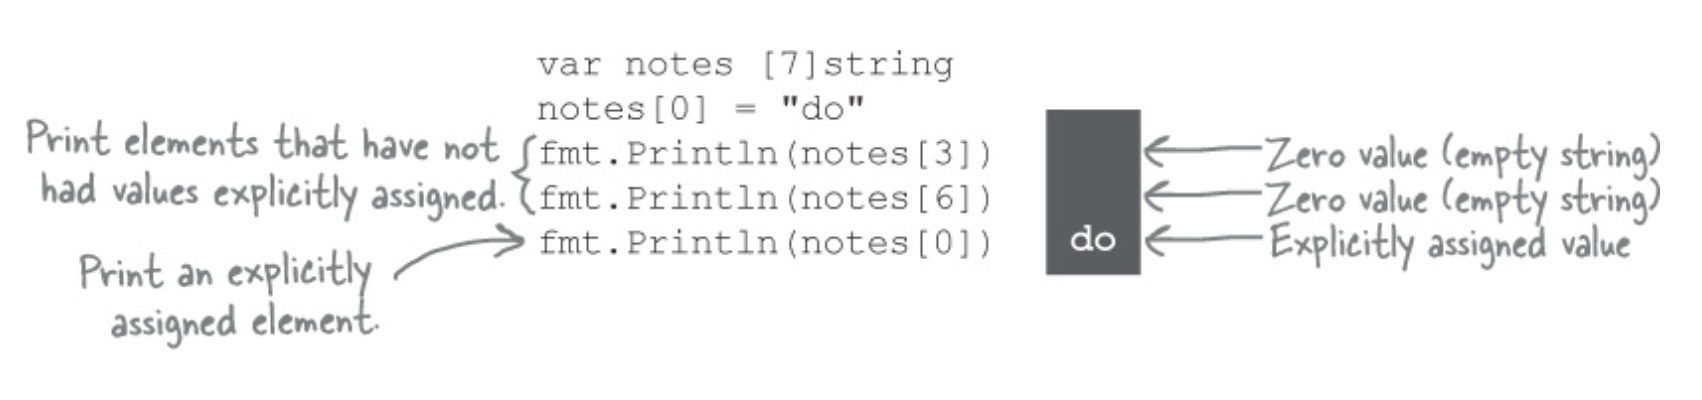 var notes [7]string
notes[0] = "do"
Print elements that have not
had values explicitly assigned.
fmt.Println(notes[3])
fmt.Println(notes[6])
fmt.Println(notes[0])
Print an explicitly
assigned element.
do
Zero value (empty string)
Zero value (empty string)
Explicitly assigned value